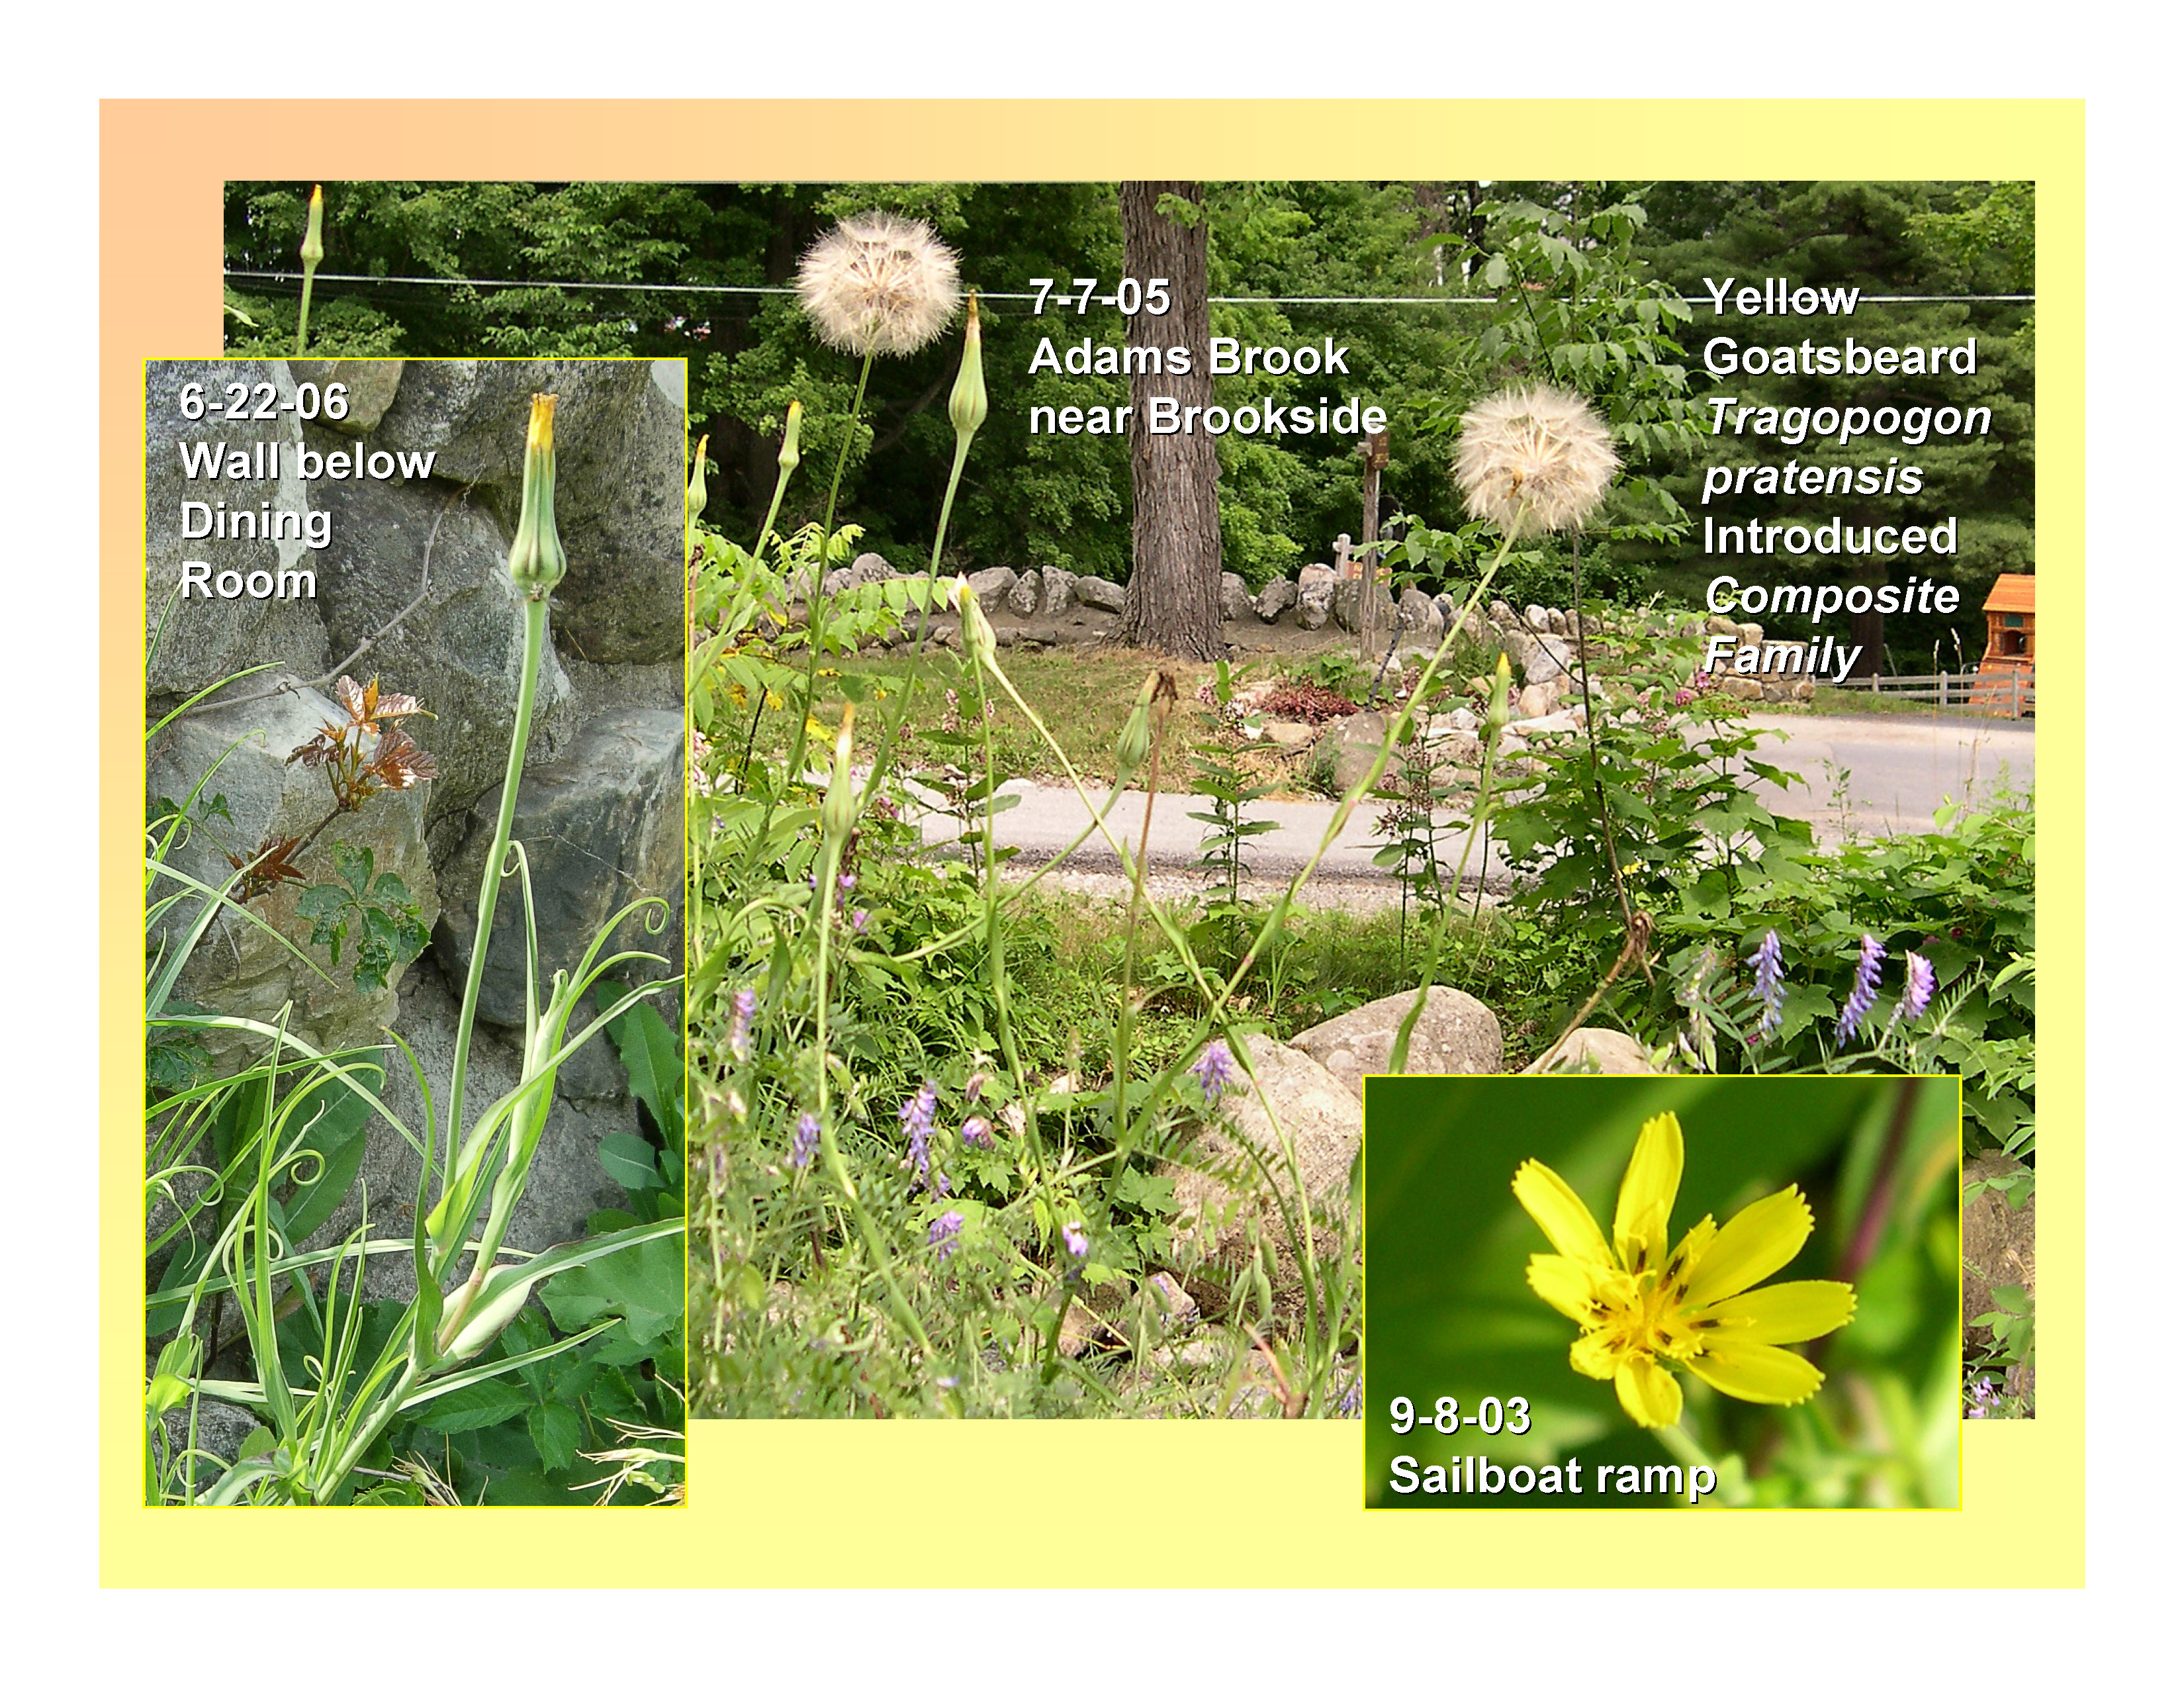 6-22-06
Wall below
Dining
Room
7-7-05
Adams Brook
near Brookside
Yellow
Goatsbeard
Tragopogon
pratensis
Introduced
Composite
Family
9-8-03
Sailboat ramp